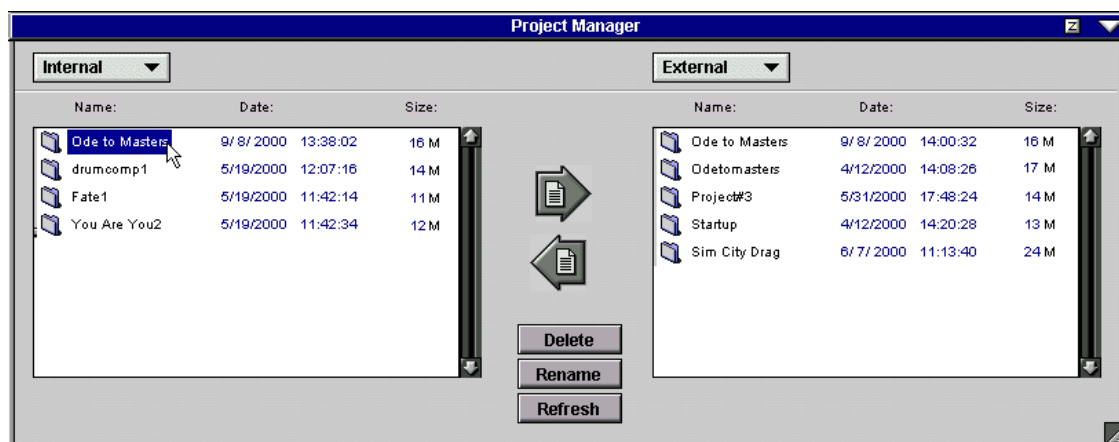 Project Manager
Z
Internal
External
Name: Date: Size:
Ode to Masters 9/ 8/ 2000 13:38:02 16 M
drumcomp1 5/19/2000 12:07:16 14 M
Fate1 5/19/2000 11:42:14 11 M
You Are You2 5/19/2000 11:42:34 12 M
Name: Date: Size:
Ode to Masters 9/ 8/ 2000 14:00:32 16 M
Odetomasters 4/12/2000 14:08:26 17 M
Project#3 5/31/2000 17:48:24 14 M
Startup 4/12/2000 14:20:28 13 M
Sim City Drag 6/ 7/ 2000 11:13:40 24 M
Delete
Rename
Refresh